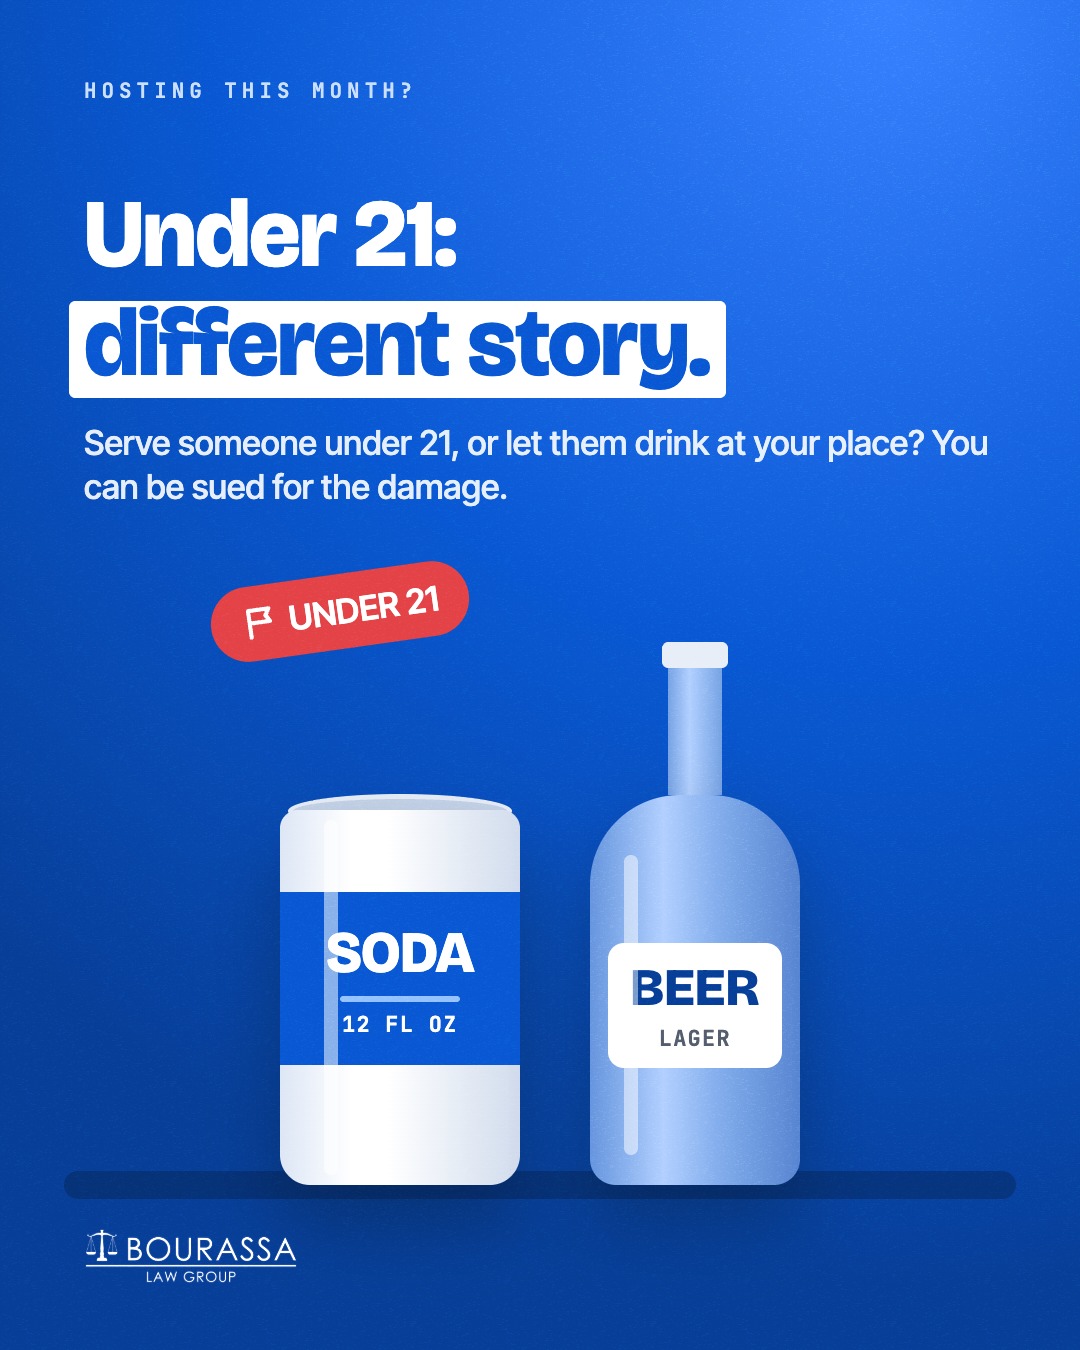 HOSTING THIS MONTH?
Under 21:
different story.
Serve someone under 21, or let them drink at your place? You
can be sued for the damage.
UNDER 21
SODA
12 FL OZ
BEER
LAGER
BOURASSA
LAW GROUP